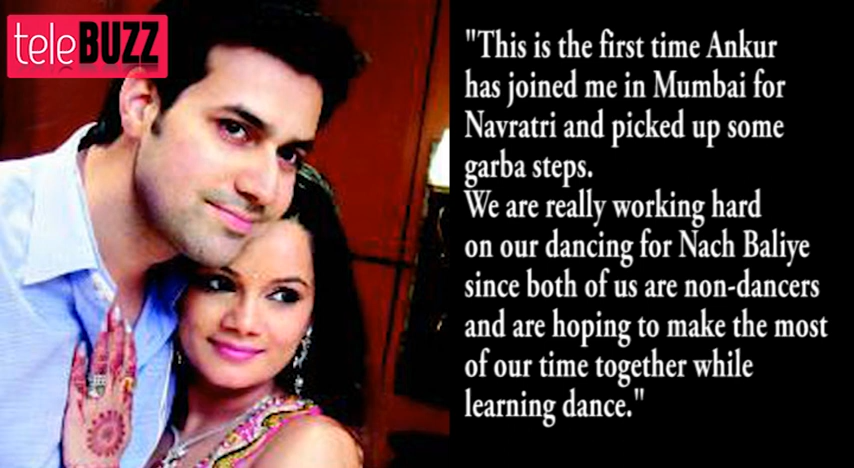 tele BUZZ
"This is the first time Ankur
has joined me in Mumbai for
Navratri and picked up some
garba steps.
We are really working hard
on our dancing for Nach Baliye
since both of us are non-dancers
and are hoping to make the most
of our time together while
learning dance."